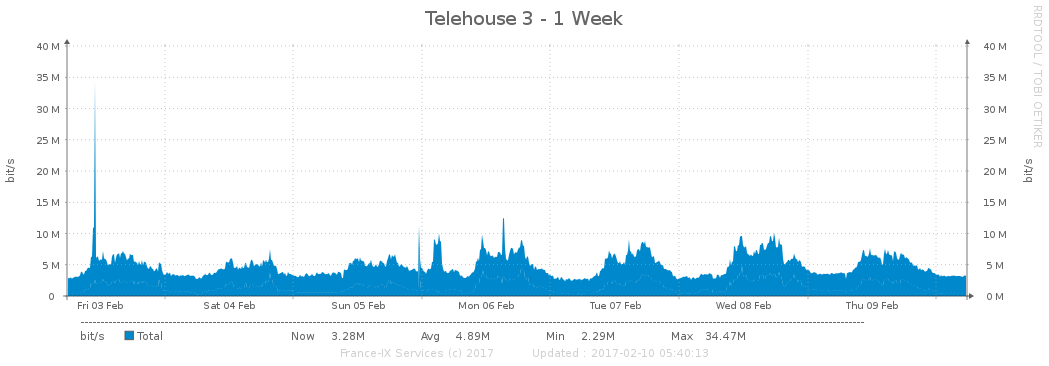 Telehouse 3 - 1 Week
RRDTOOL / TOBI OETIKER
bit/s
bit/s
40 M 40 M
35 M 35 M
30 M 30 M
25 M 25 M
20 M 20 M
15 M 15 M
10 M 10 M
5 M 5 M
0 0 M
Fri 03 Feb Sat 04 Feb Sun 05 Feb Mon 06 Feb Tue 07 Feb Wed 08 Feb Thu 09 Feb
bit/s Total Now 3.28M Avg 4.89M Min 2.29M Max 34.47M
France-IX Services (c) 2017 Updated : 2017-02-10 05:40:13